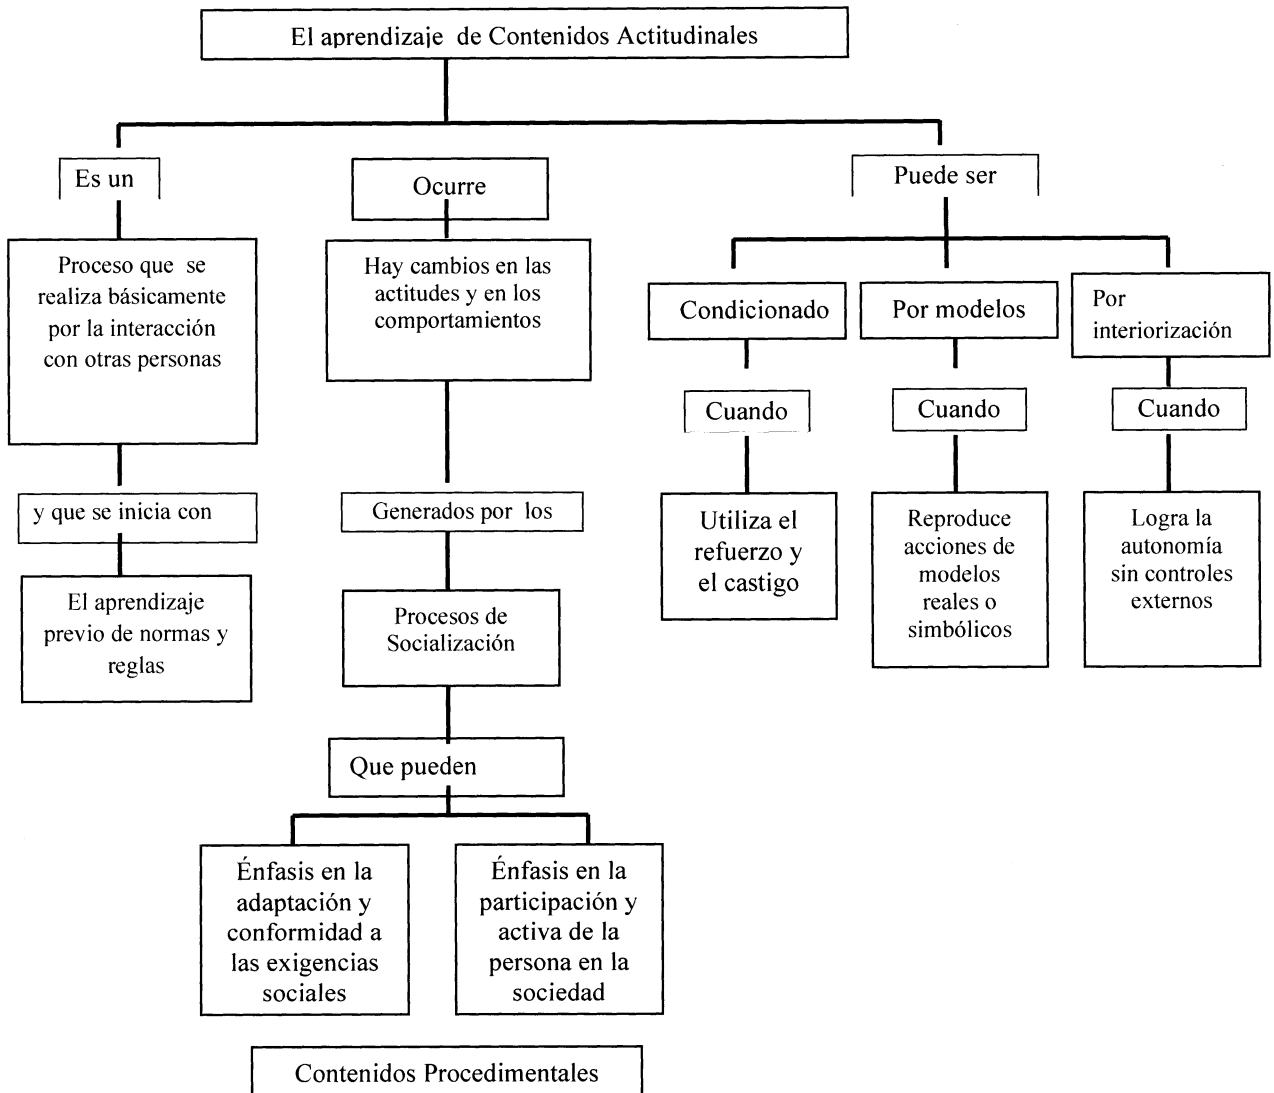 El aprendizaje de Contenidos Actitudinales
Es un
Ocurre
Puede ser
Proceso que se
realiza básicamente
por la interacción
con otras personas
Hay cambios en las
actitudes y en los
comportamientos
Condicionado
Por modelos
Por
interiorización
Cuando
Cuando
Cuando
y que se inicia con
Generados por los
Utiliza el
refuerzo y
el castigo
Reproduce
acciones de
modelos
reales o
simbólicos
Logra la
autonomía
sin controles
externos
El aprendizaje
previo de normas y
reglas
Procesos de
Socialización
Que pueden
Énfasis en la
adaptación y
conformidad a
las exigencias
sociales
Énfasis en la
participación y
activa de la
persona en la
sociedad
Contenidos Procedimentales